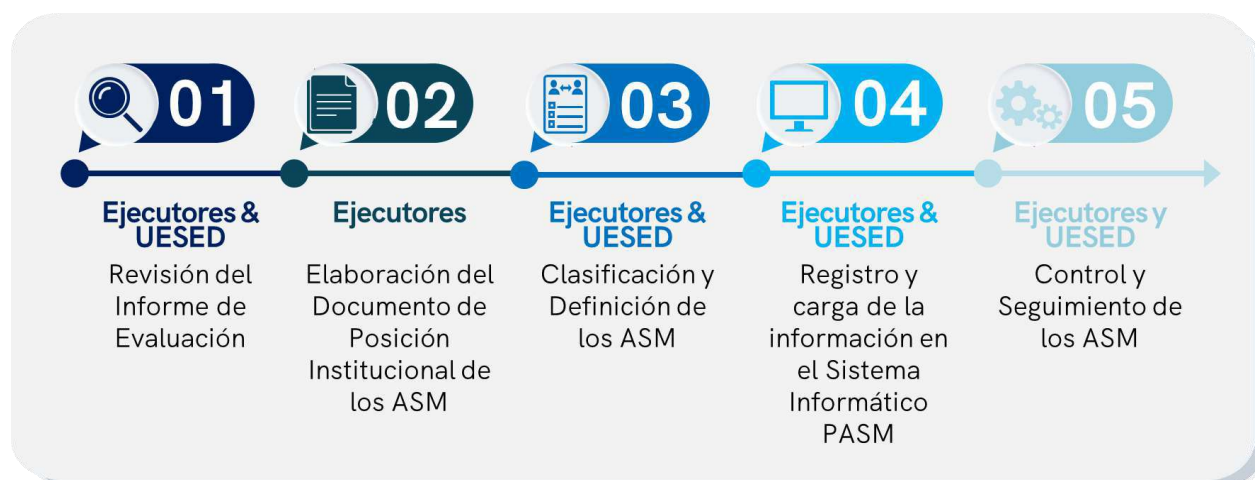 01
Ejecutores &
UESED
Revisión del
Informe de
Evaluación
02
Ejecutores
Elaboración del
Documento de
Posición
Institucional de
los ASM
03
Ejecutores &
UESED
Clasificación y
Definición de
los ASM
04
Ejecutores &
UESED
Registro y
carga de la
información en
el Sistema
Informático
PASM
05
Ejecutores y
UESED
Control y
Seguimiento de
los ASM